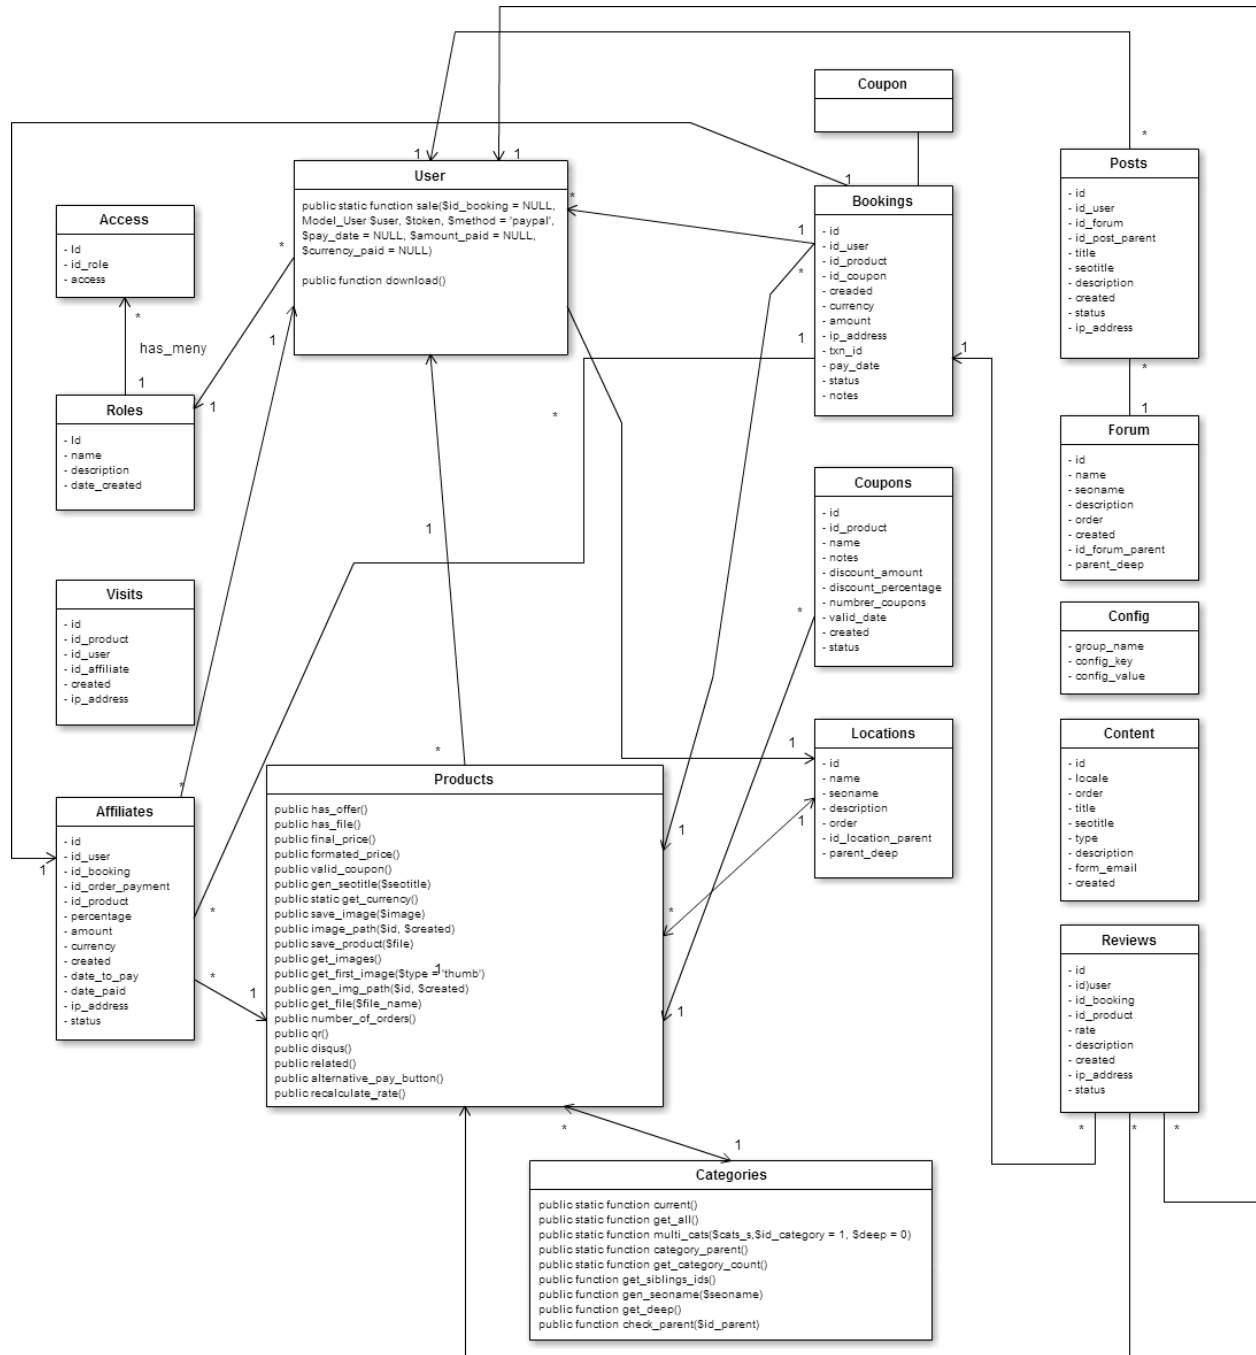 Coupon
1
1
*
User
public static function sale($id_booking = NULL,
Model_User $user, $token, $method = 'paypal',
$pay_date = NULL, $amount_paid = NULL,
$currency_paid = NULL)
public function download()
*
*
1
1
*
1
Bookings
- id
- id_user
- id_product
- id_coupon
- creaded
- currency
- amount
- ip_address
- txn_id
- pay_date
- status
- notes
1
Posts
- id
- id_user
- id_forum
- id_post_parent
- title
- seotitle
- description
- created
- status
- ip_address
*
Access
- Id
- id_role
- access
*
has_meny
1
1
1
Roles
- Id
- name
- description
- date_created
*
1
1
Forum
- id
- name
- seoname
- description
- order
- created
- id_forum_parent
- parent_deep
Coupons
- id
- id_product
- name
- notes
- discount_amount
- discount_percentage
- numbrer_coupons
- valid_date
- created
- status
*
Visits
- id
- id_product
- id_user
- id_affiliate
- created
- ip_address
Config
- group_name
- config_key
- config_value
Locations
- id
- name
- seoname
- description
- order
- id_location_parent
- parent_deep
1
1
Content
- id
- locale
- order
- title
- seotitle
- type
- description
- form_email
- created
*
*
Affiliates
- id
- id_user
- id_booking
- id_order_payment
- id_product
- percentage
- amount
- currency
- created
- date_to_pay
- date_paid
- ip_address
- status
1
*
*
1
Products
public has_offer()
public has_file()
public final_price()
public formated_price()
public valid_coupon()
public gen_seotitle($seotitle)
public static get_currency()
public save_image($image)
public image_path($id, $created)
public save_product($file)
public get_images()
public get_first_image($type = 'thumb')
1
public gen_img_path($id, $created)
public get_file($file_name)
public number_of_orders()
public qr()
public disqus()
public related()
public alternative_pay_button()
public recalculate_rate()
1
*
1
Reviews
- id
- id)user
- id_booking
- id_product
- rate
- description
- created
- ip_address
- status
*
*
*
*
1
Categories
public static function current()
public static function get_all()
public static function multi_cats($cats_s,$id_category = 1, $deep = 0)
public static function category_parent()
public static function get_category_count()
public function get_siblings_ids()
public function gen_seoname($seoname)
public function get_deep()
public function check_parent($id_parent)